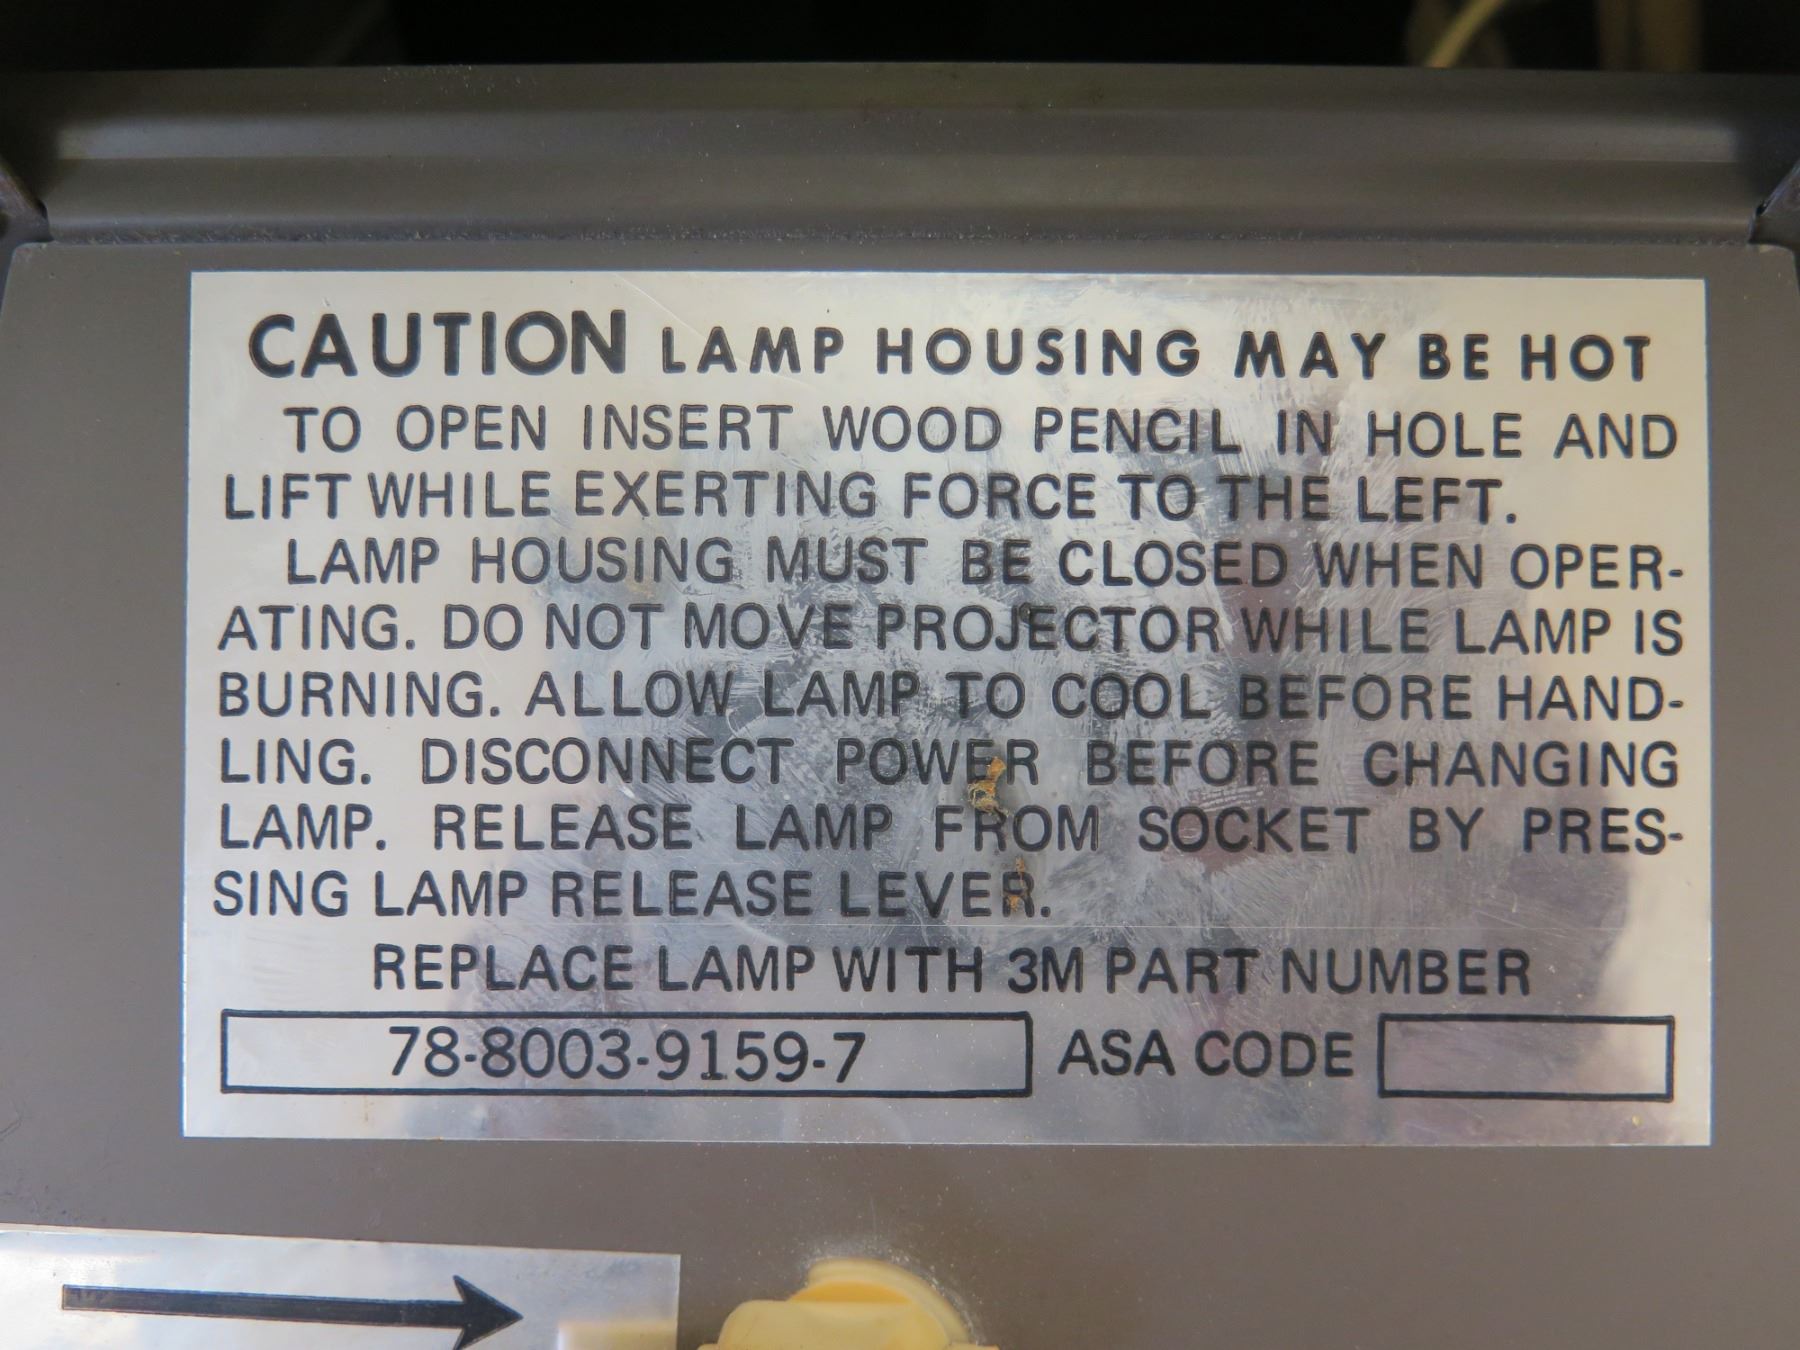 CAUTION LAMP HOUSING MAY BE HOT
TO OPEN INSERT WOOD PENCIL IN HOLE AND
LIFT WHILE EXERTING FORCE TO THE LEFT.
LAMP HOUSING MUST BE CLOSED WHEN OPER-
ATING. DO NOT MOVE PROJECTOR WHILE LAMP IS
BURNING. ALLOW LAMP TO COOL BEFORE HAND-
LING. DISCONNECT POWER BEFORE CHANGING
LAMP. RELEASE LAMP FROM SOCKET BY PRES-
SING LAMP RELEASE LEVER.
REPLACE LAMP WITH 3M PART NUMBER
78-8003-9159-7 ASA CODE